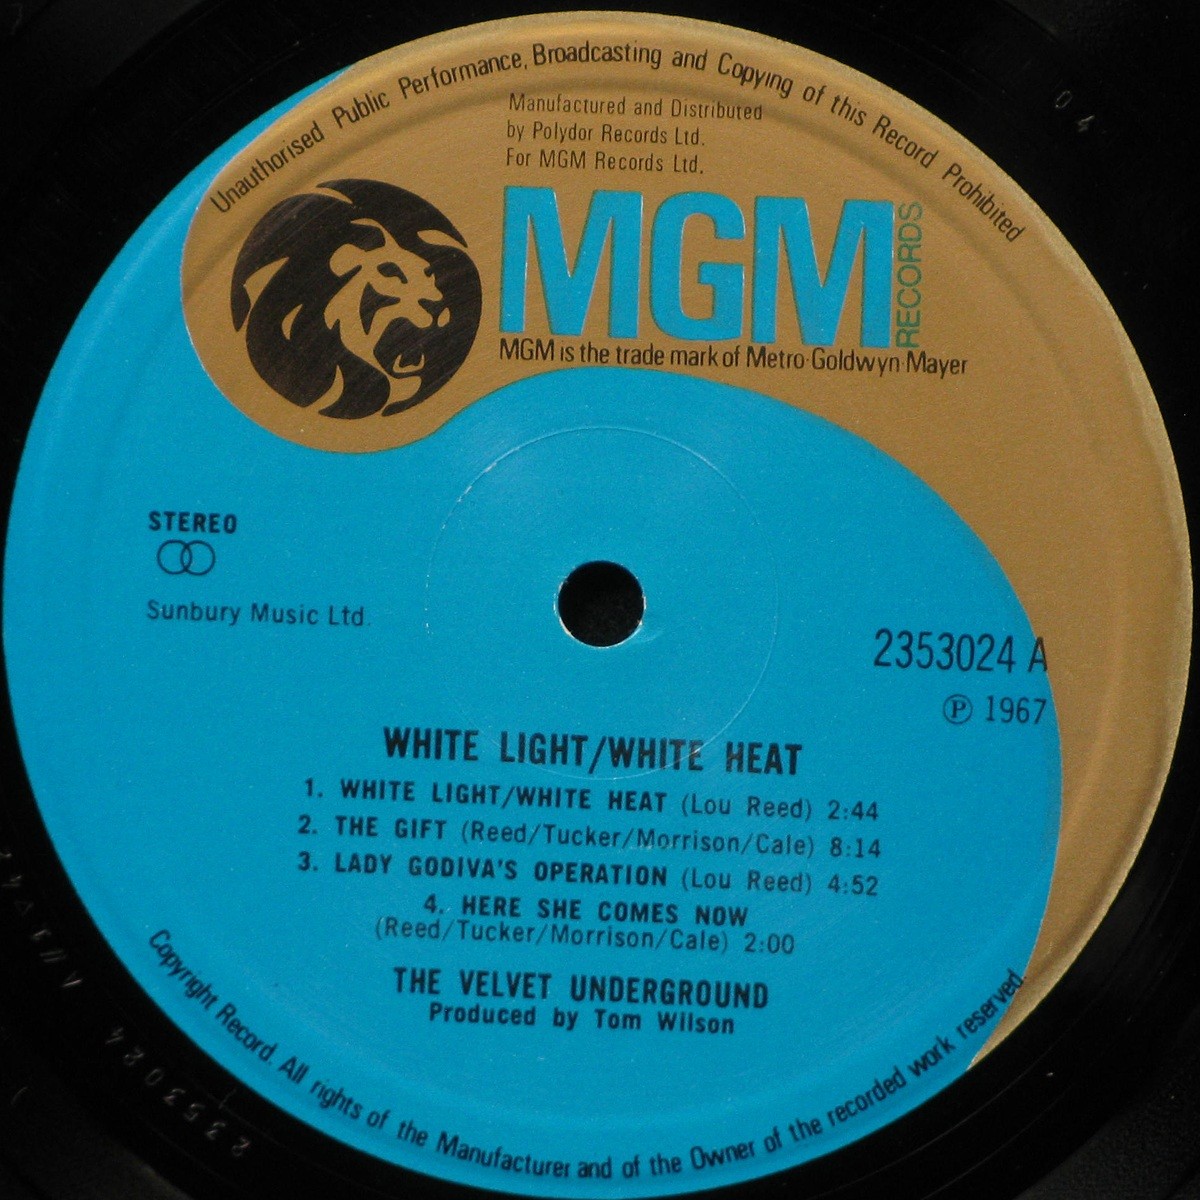 Unauthorised Public Performance, Broadcasting and Copying of this Record Prohibited
Manufactured and Distributed
by Polydor Records Ltd.
For MGM Records Ltd.
MGM
RECORDS
MGM is the trade mark of Metro·Goldwyn·Mayer
STEREO
Sunbury Music Ltd.
2353024 A
℗ 1967
WHITE LIGHT/WHITE HEAT
1. WHITE LIGHT/WHITE HEAT (Lou Reed) 2:44
2. THE GIFT (Reed/Tucker/Morrison/Cale) 8:14
3. LADY GODIVA'S OPERATION (Lou Reed) 4:52
4. HERE SHE COMES NOW
(Reed/Tucker/Morrison/Cale) 2:00
THE VELVET UNDERGROUND
Produced by Tom Wilson
Copyright Record. All rights of the Manufacturer and of the Owner of the recorded work reserved.
2353024
04